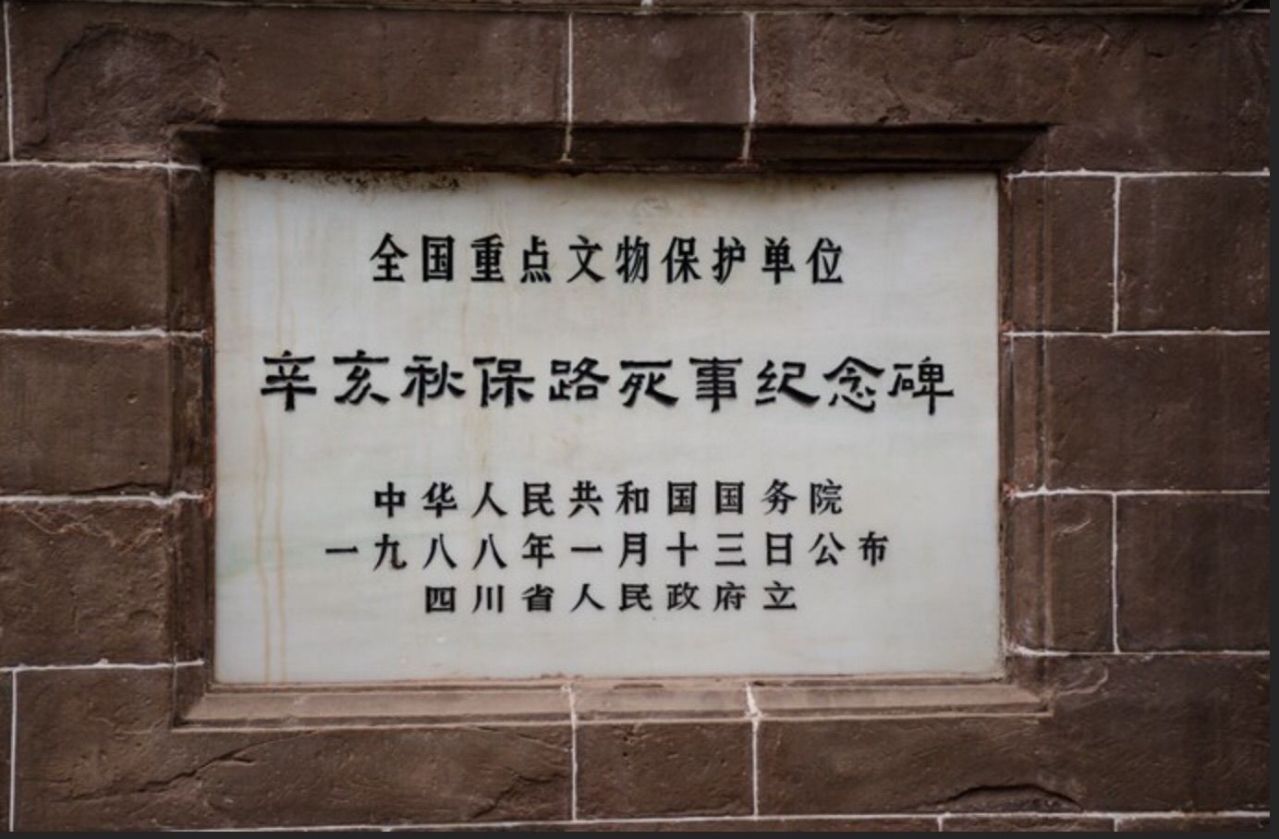 全国重点文物保护单位
辛亥秋保路死事纪念碑
中华人民共和国国务院
一九八八年一月十三日公布
四川省人民政府立